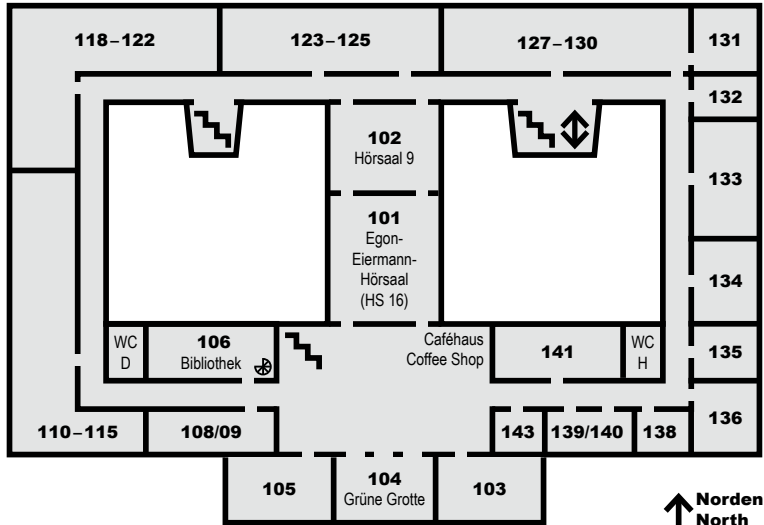 118–122
123–125
127–130
131
132
102
Hörsaal 9
133
101
Egon-
Eiermann-
Hörsaal
(HS 16)
134
WC
D
106
Bibliothek
Caféhaus
Coffee Shop
141
WC
H
135
110–115
108/09
143
139/140
138
136
105
104
Grüne Grotte
103
Norden
North